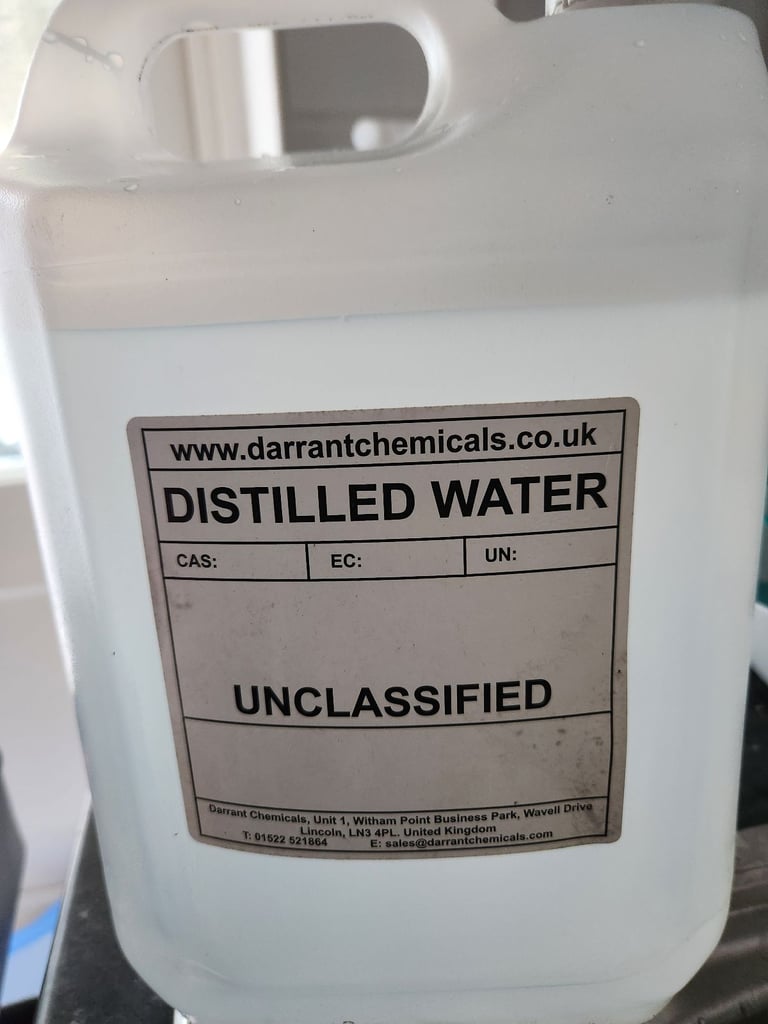 www.darrantchemicals.co.uk
DISTILLED WATER
CAS: EC: UN:
UNCLASSIFIED
Darrant Chemicals, Unit 1, Witham Point Business Park, Wavell Drive
Lincoln, LN3 4PL. United Kingdom
T: 01522 521864 E: sales@darrantchemicals.com